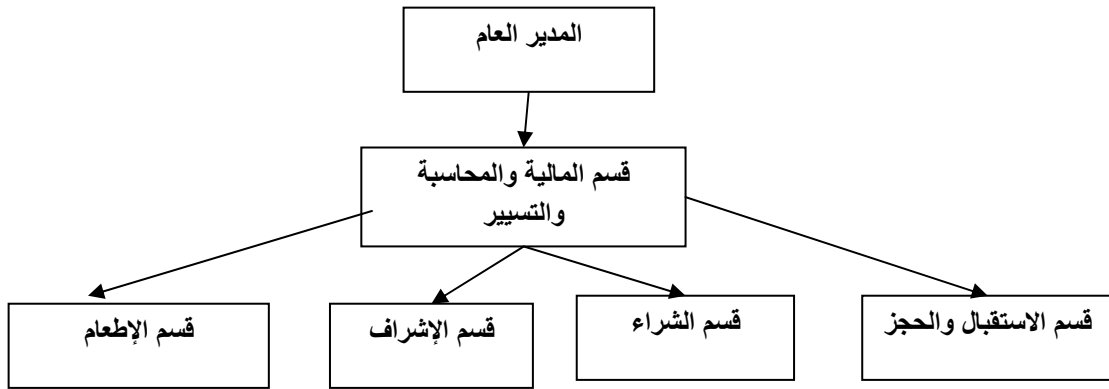 المدير العام
قسم المالية والمحاسبة
والتسيير
قسم الاستقبال والحجز
قسم الشراء
قسم الإشراف
قسم الإطعام